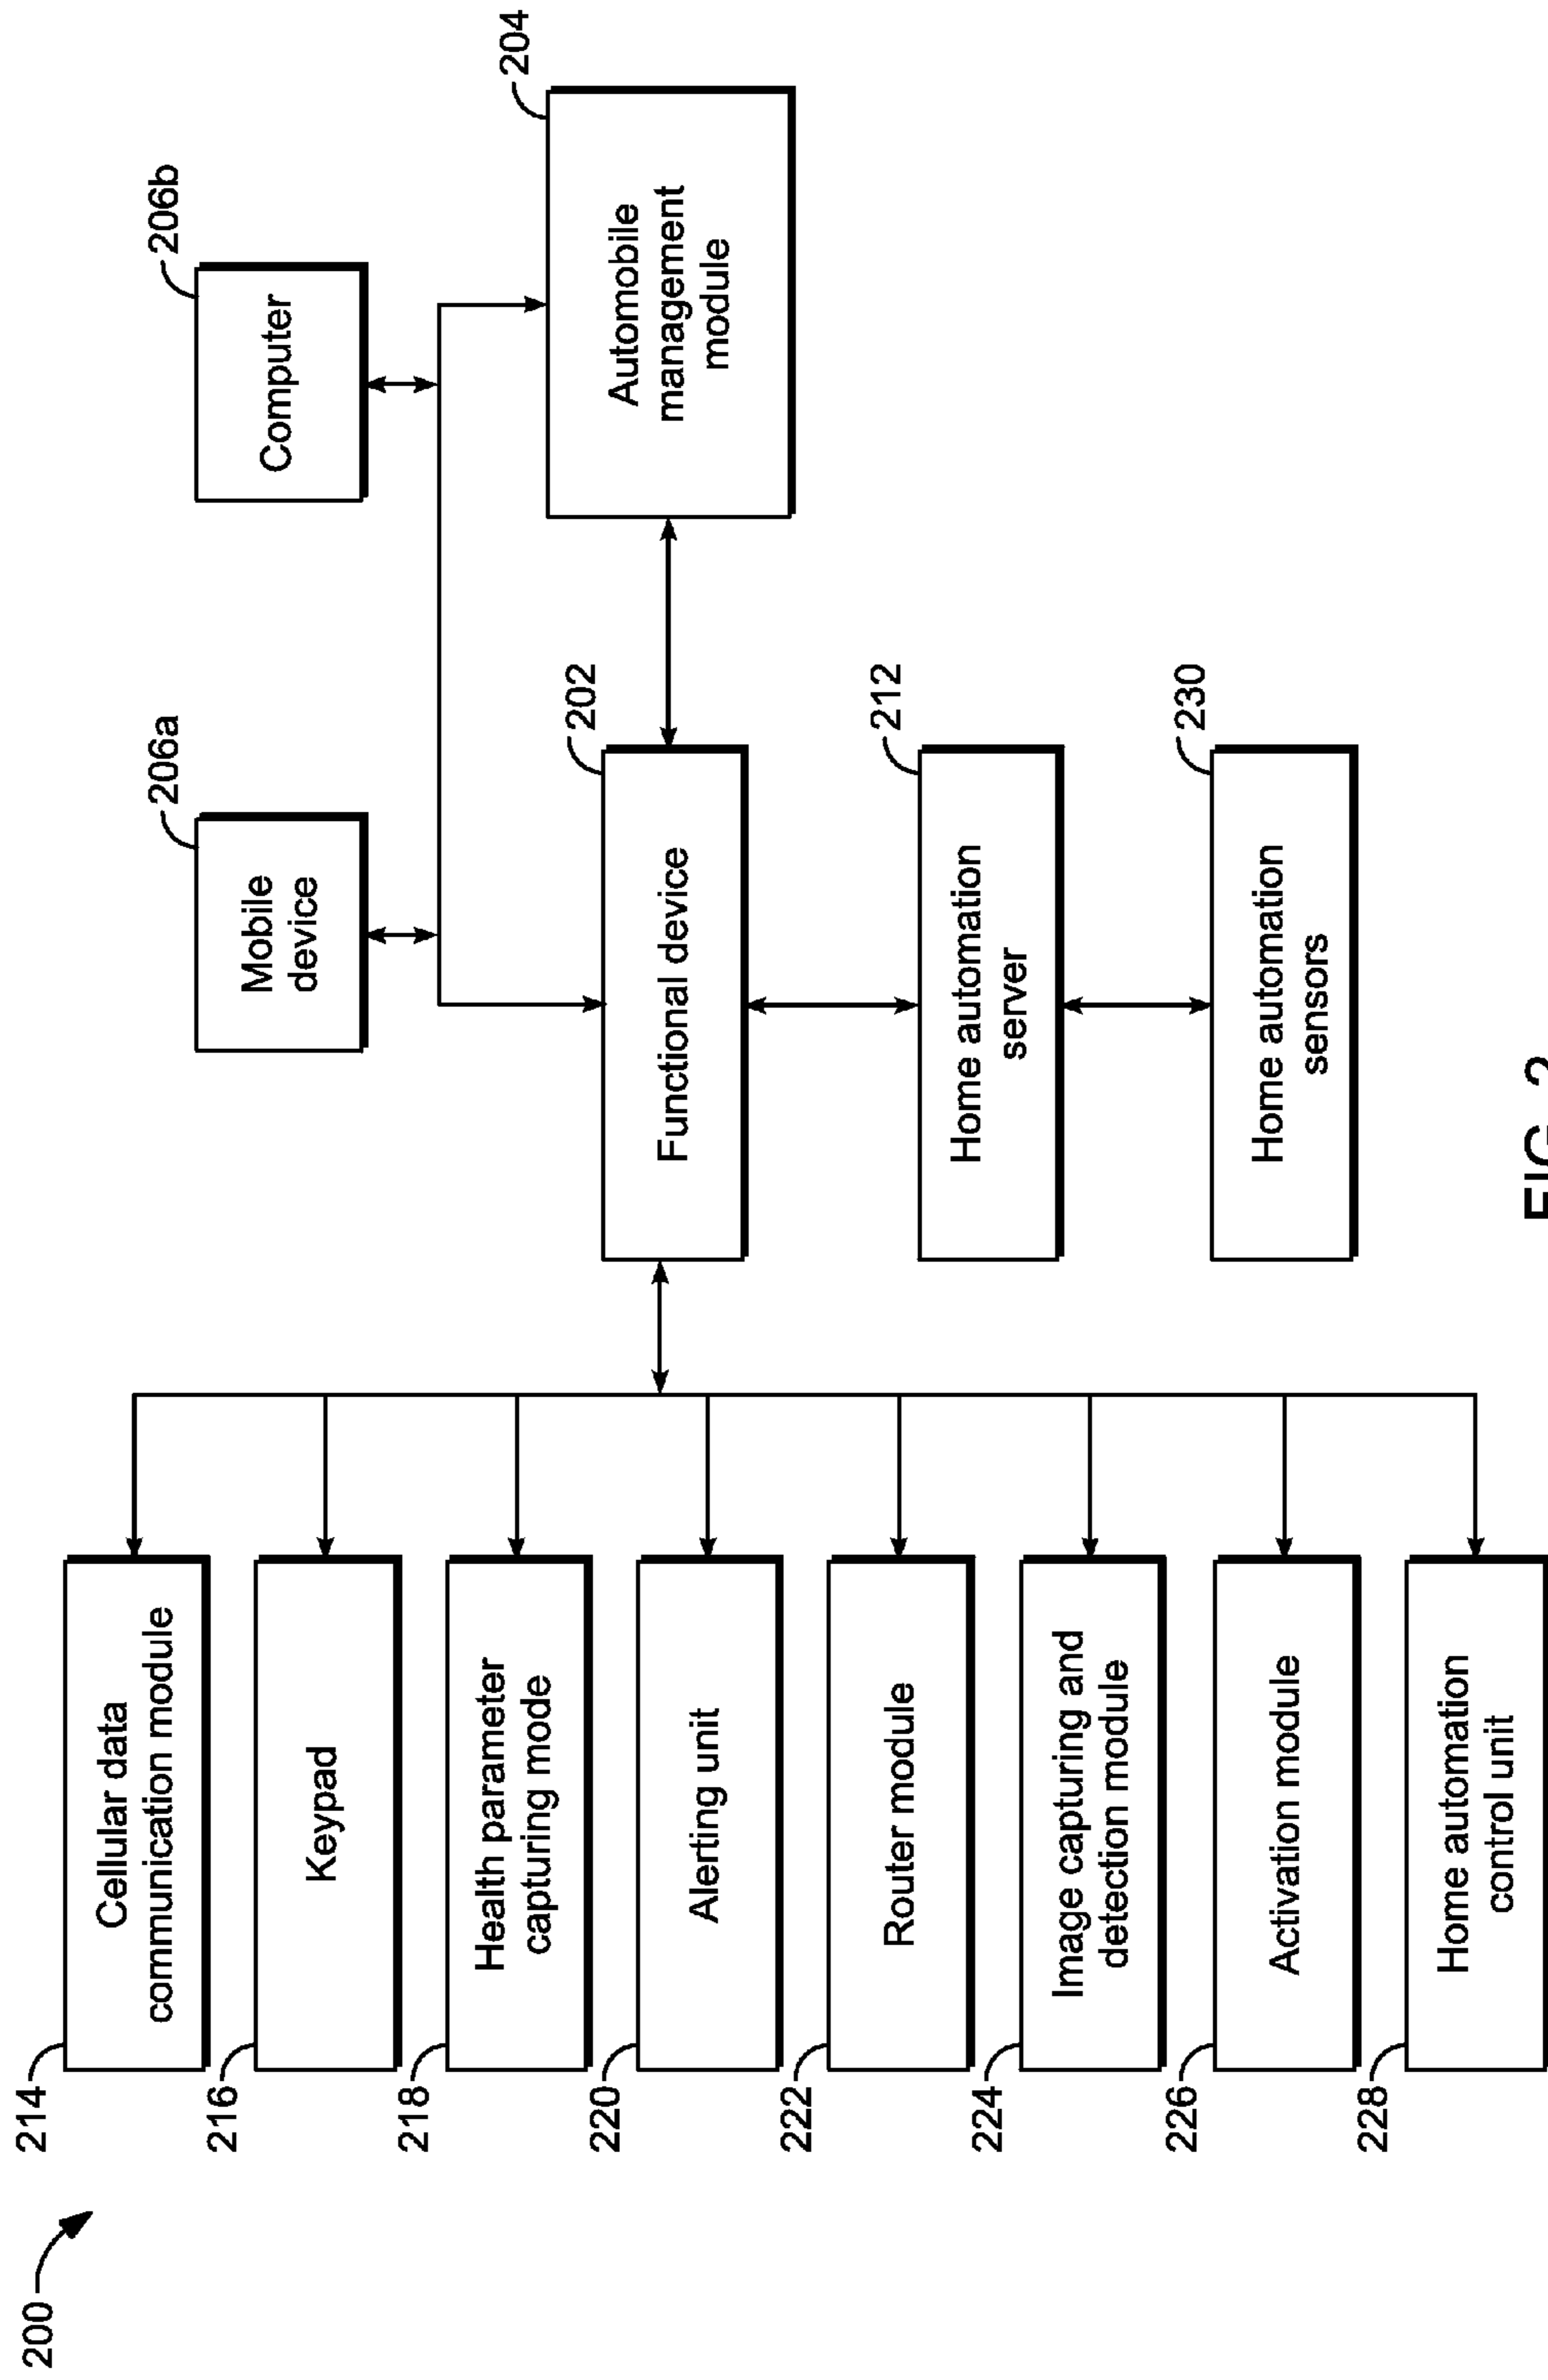 200
214
Cellular data
communication module
216
Keypad
218
Health parameter
capturing mode
220
Alerting unit
222
Router module
224
Image capturing and
detection module
226
Activation module
228
Home automation
control unit
206a
Mobile
device
206b
Computer
202
Functional device
204
Automobile
management
module
212
Home automation
server
230
Home automation
sensors
FIG. 2